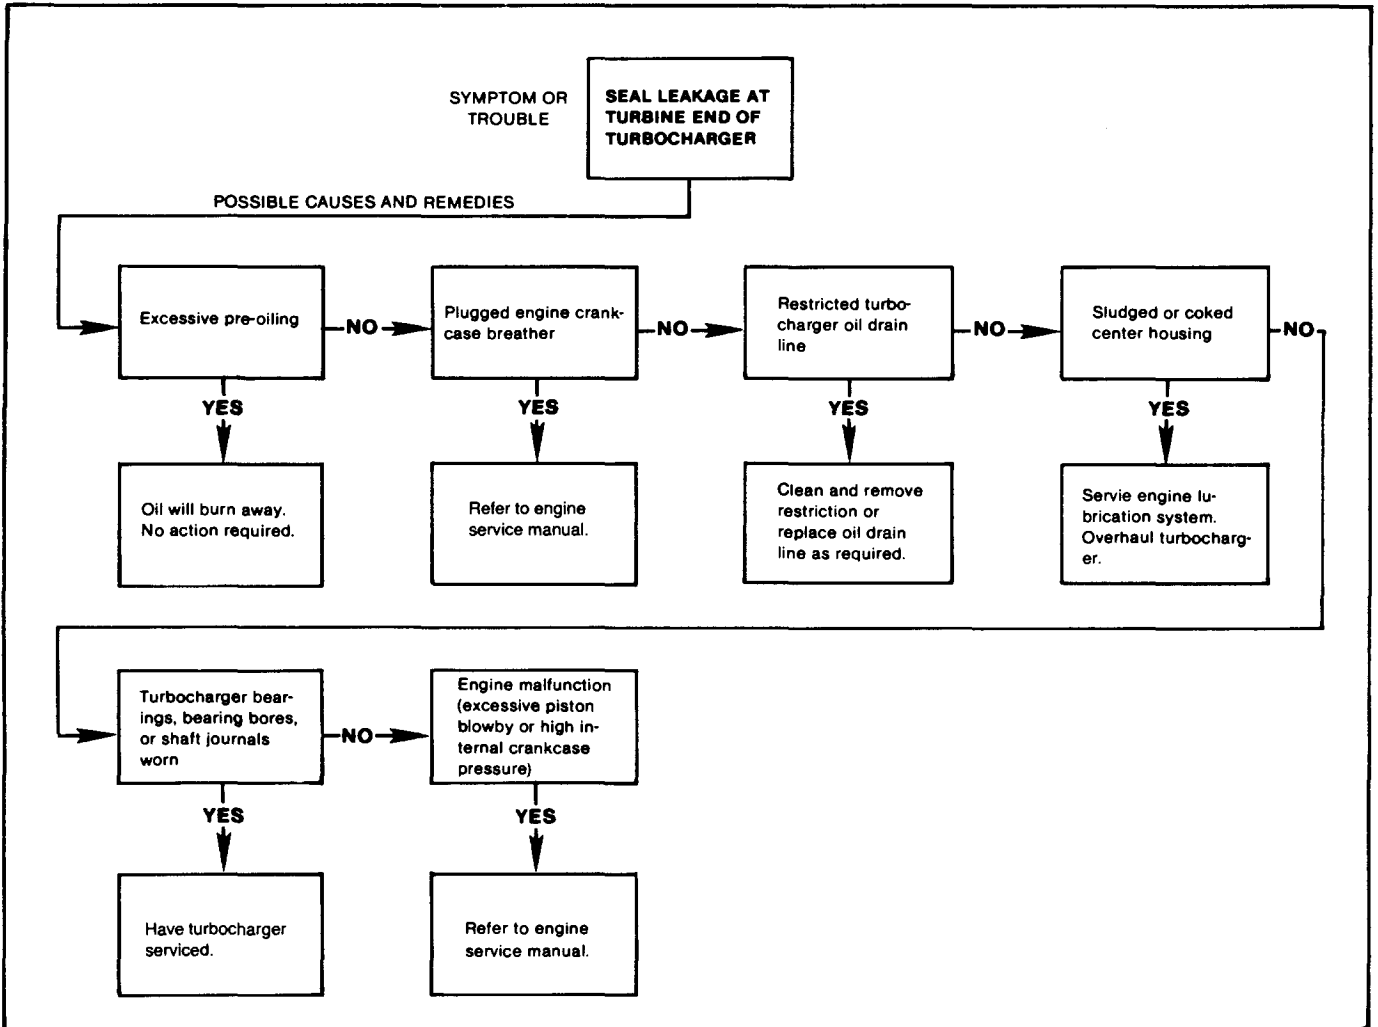 SYMPTOM OR
TROUBLE
SEAL LEAKAGE AT
TURBINE END OF
TURBOCHARGER
POSSIBLE CAUSES AND REMEDIES
Excessive pre-oiling
NO
Plugged engine crank-
case breather
NO
Restricted turbo-
charger oil drain
line
NO
Sludged or coked
center housing
NO
YES
YES
YES
YES
Oil will burn away.
No action required.
Refer to engine
service manual.
Clean and remove
restriction or
replace oil drain
line as required.
Servie engine lu-
brication system.
Overhaul turbocharg-
er.
Turbocharger bear-
ings, bearing bores,
or shaft journals
worn
NO
Engine malfunction
(excessive piston
blowby or high in-
ternal crankcase
pressure)
YES
YES
Have turbocharger
serviced.
Refer to engine
service manual.